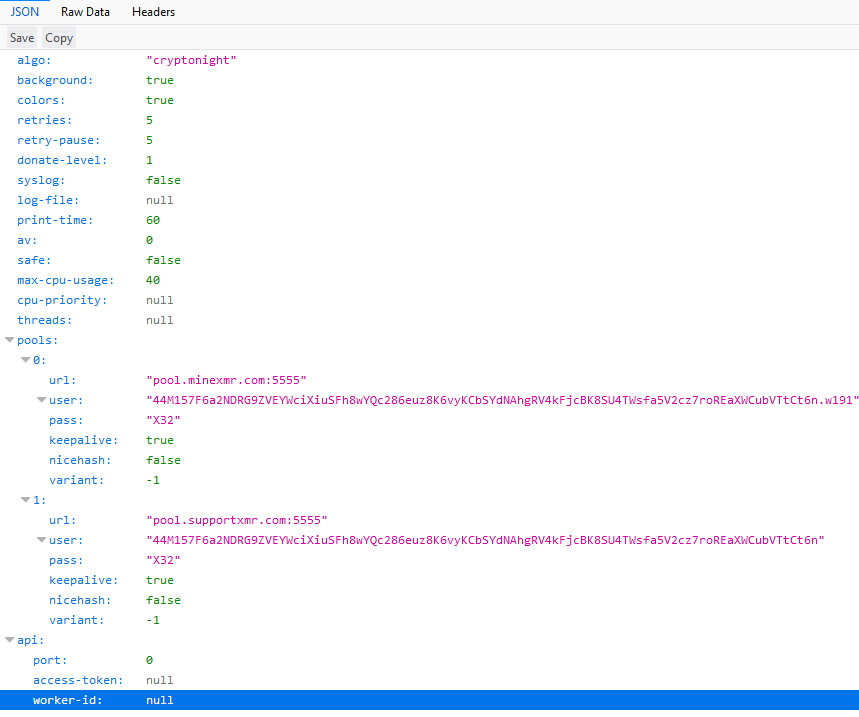 JSON Raw Data Headers
Save Copy
algo: "cryptonight"
background: true
colors: true
retries: 5
retry-pause: 5
donate-level: 1
syslog: false
log-file: null
print-time: 60
av: 0
safe: false
max-cpu-usage: 40
cpu-priority: null
threads: null
pools:
0:
url: "pool.minexmr.com:5555"
user: "44M157F6a2NDRG9ZVEYWciXiuSFh8wYQc286euz8K6vyKCbSYdNAhgRV4kFjcBK8SU4TWsfa5V2cz7roREaXWCubVTtCt6n.w191"
pass: "X32"
keepalive: true
nicehash: false
variant: -1
1:
url: "pool.supportxmr.com:5555"
user: "44M157F6a2NDRG9ZVEYWciXiuSFh8wYQc286euz8K6vyKCbSYdNAhgRV4kFjcBK8SU4TWsfa5V2cz7roREaXWCubVTtCt6n"
pass: "X32"
keepalive: true
nicehash: false
variant: -1
api:
port: 0
access-token: null
worker-id: null